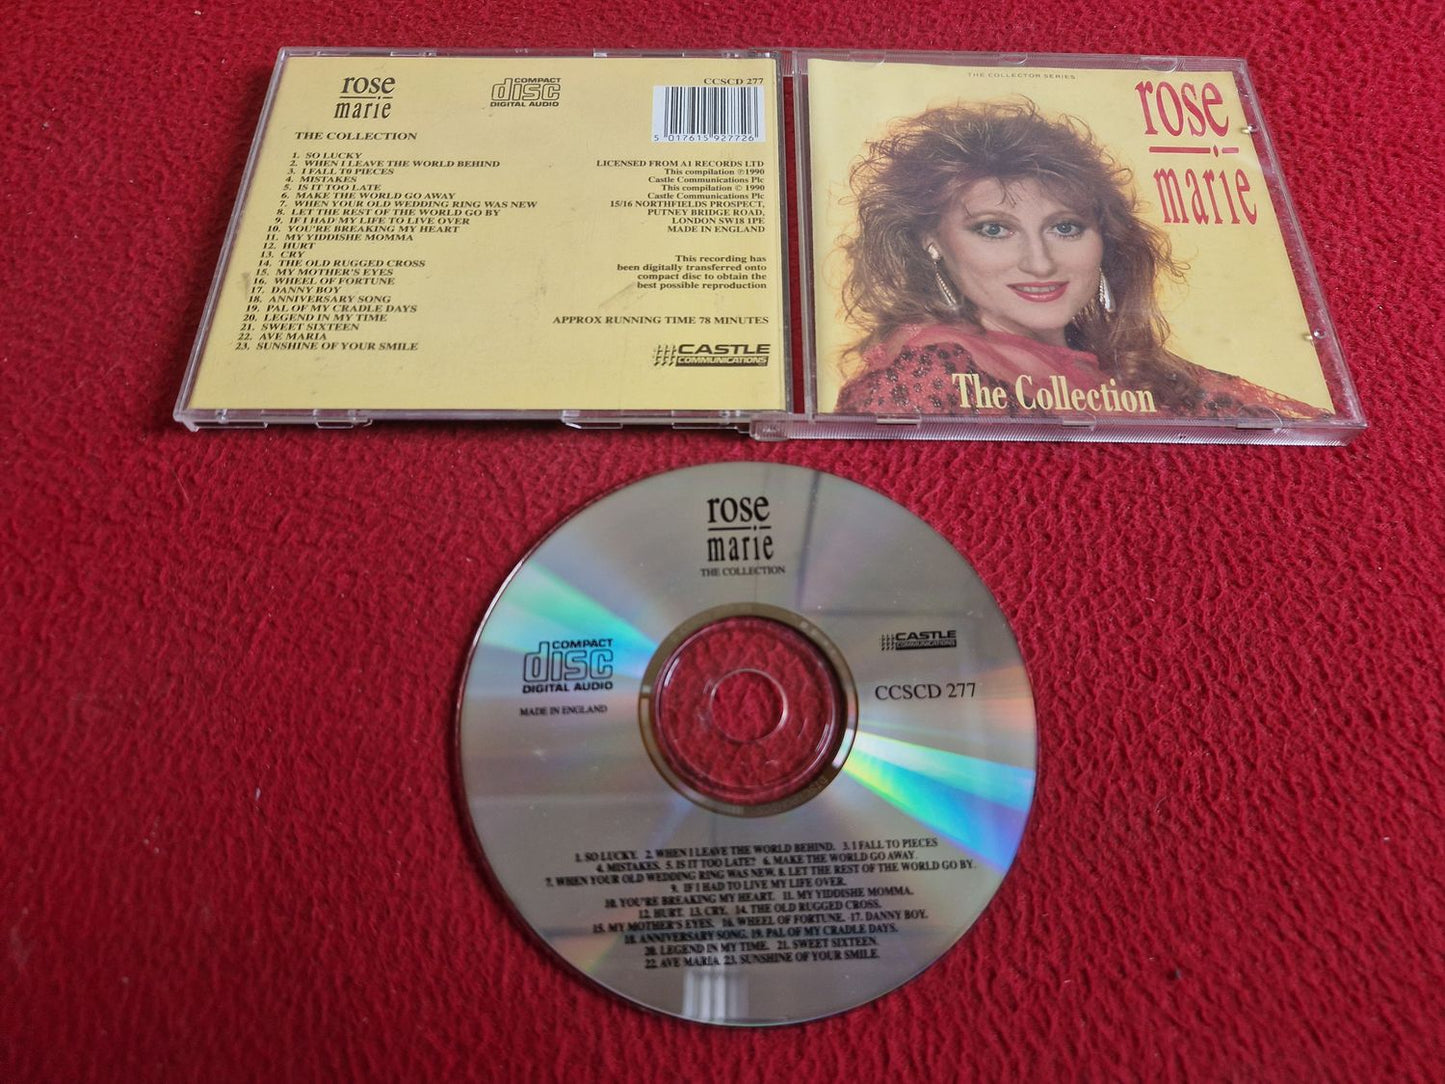 rose
marie
THE COLLECTION
1. SO LUCKY
2. WHEN I LEAVE THE WORLD BEHIND
3. I FALL TO PIECES
4. MISTAKES
5. IS IT TOO LATE
6. MAKE THE WORLD GO AWAY
7. WHEN YOUR OLD WEDDING RING WAS NEW
8. LET THE REST OF THE WORLD GO BY
9. IF I HAD MY LIFE TO LIVE OVER
10. YOU'RE BREAKING MY HEART
11. MY YIDDISHE MOMMA
12. HURT
13. CRY
14. THE OLD RUGGED CROSS
15. MY MOTHER'S EYES
16. WHEEL OF FORTUNE
17. DANNY BOY
18. ANNIVERSARY SONG
19. PAL OF MY CRADLE DAYS
20. LEGEND IN MY TIME
21. SWEET SIXTEEN
22. AVE MARIA
23. SUNSHINE OF YOUR SMILE
COMPACT
disc
DIGITAL AUDIO
CCSCD 277
5 017615 927726
LICENSED FROM A1 RECORDS LTD
This compilation ℗1990
Castle Communications Plc
This compilation © 1990
Castle Communications Plc
15/16 NORTHFIELDS PROSPECT,
PUTNEY BRIDGE ROAD,
LONDON SW18 1PE
MADE IN ENGLAND
This recording has
been digitally transferred onto
compact disc to obtain the
best possible reproduction
APPROX RUNNING TIME 78 MINUTES
CASTLE
COMMUNICATIONS
THE COLLECTOR SERIES
rose
marie
The Collection
rose
marie
THE COLLECTION
COMPACT
disc
DIGITAL AUDIO
MADE IN ENGLAND
CASTLE
COMMUNICATIONS
CCSCD 277
1. SO LUCKY. 2. WHEN I LEAVE THE WORLD BEHIND. 3. I FALL TO PIECES
4. MISTAKES. 5. IS IT TOO LATE? 6. MAKE THE WORLD GO AWAY.
7. WHEN YOUR OLD WEDDING RING WAS NEW. 8. LET THE REST OF THE WORLD GO BY.
9. IF I HAD TO LIVE MY LIFE OVER.
10. YOU'RE BREAKING MY HEART. 11. MY YIDDISHE MOMMA.
12. HURT. 13. CRY. 14. THE OLD RUGGED CROSS.
15. MY MOTHER'S EYES. 16. WHEEL OF FORTUNE. 17. DANNY BOY.
18. ANNIVERSARY SONG. 19. PAL OF MY CRADLE DAYS.
20. LEGEND IN MY TIME. 21. SWEET SIXTEEN.
22. AVE MARIA 23. SUNSHINE OF YOUR SMILE.